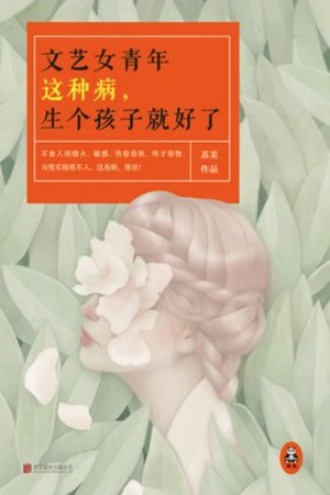 文艺女青年
这种病，
生个孩子就好了
不食人间烟火，敏感，伤春悲秋，恃才傲物，
与现实格格不入，这是病，得治！
苏美
作品